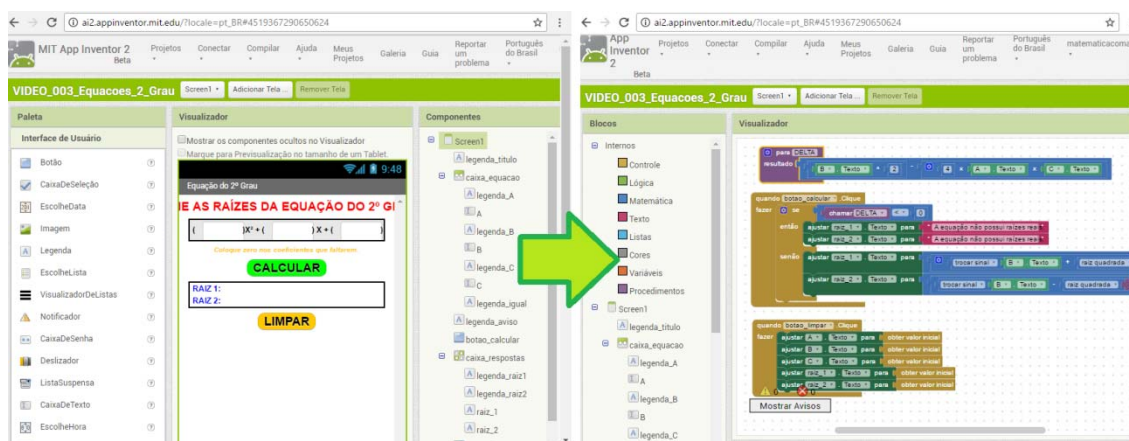 ai2.appinventor.mit.edu/?locale=pt_BR#4519367290650624
MIT App Inventor 2
Beta
Projetos
Conectar
Compilar
Ajuda
Meus Projetos
Galeria
Guia
Reportar um problema
Português do Brasil
VIDEO_003_Equacoes_2_Grau
Screen1
Adicionar Tela ...
Remover Tela
Paleta
Interface de Usuário
Botão
CaixaDeSeleção
EscolheData
Imagem
Legenda
EscolheLista
VisualizadorDeListas
Notificador
CaixaDeSenha
Deslizador
ListaSuspensa
CaixaDeTexto
EscolheHora
Visualizador
Mostrar os componentes ocultos no Visualizador
Marque para Previsualização no tamanho de um Tablet.
9:48
Equação do 2º Grau
IE AS RAÍZES DA EQUAÇÃO DO 2º GI
( )X² + ( ) X + ( )
Coloque zero nos coeficientes que faltarem
CALCULAR
RAIZ 1:
RAIZ 2:
LIMPAR
Componentes
Screen1
legenda_titulo
caixa_equacao
legenda_A
A
legenda_B
B
legenda_C
C
legenda_igual
legenda_aviso
botao_calcular
caixa_respostas
legenda_raiz1
legenda_raiz2
raiz_1
raiz_2
ai2.appinventor.mit.edu/?locale=pt_BR#4519367290650624
App Inventor 2
Beta
Projetos
Conectar
Compilar
Ajuda
Meus Projetos
Galeria
Guia
Reportar um problema
Português do Brasil
matematicacoma
VIDEO_003_Equacoes_2_Grau
Screen1
Adicionar Tela ...
Remover Tela
Blocos
Internos
Controle
Lógica
Matemática
Texto
Listas
Cores
Variáveis
Procedimentos
Screen1
legenda_titulo
caixa_equacao
legenda_A
A
legenda_B
B
legenda_C
Visualizador
para DELTA
resultado B . Texto ^ 2 - 4 × A . Texto × C . Texto
quando botao_calcular .Clique
fazer se chamar DELTA < 0
então ajustar raiz_1 . Texto para " A equação não possui raízes reais
ajustar raiz_2 . Texto para " A equação não possui raízes reais
senão ajustar raiz_1 . Texto para trocar sinal B . Texto + raiz quadrada
ajustar raiz_2 . Texto para trocar sinal B . Texto - raiz quadrada
quando botao_limpar .Clique
fazer ajustar A . Texto para obter valor inicial
ajustar B . Texto para obter valor inicial
ajustar C . Texto para obter valor inicial
ajustar raiz_1 . Texto para obter valor inicial
ajustar raiz_2 . Texto para obter valor inicial
0 0
Mostrar Avisos